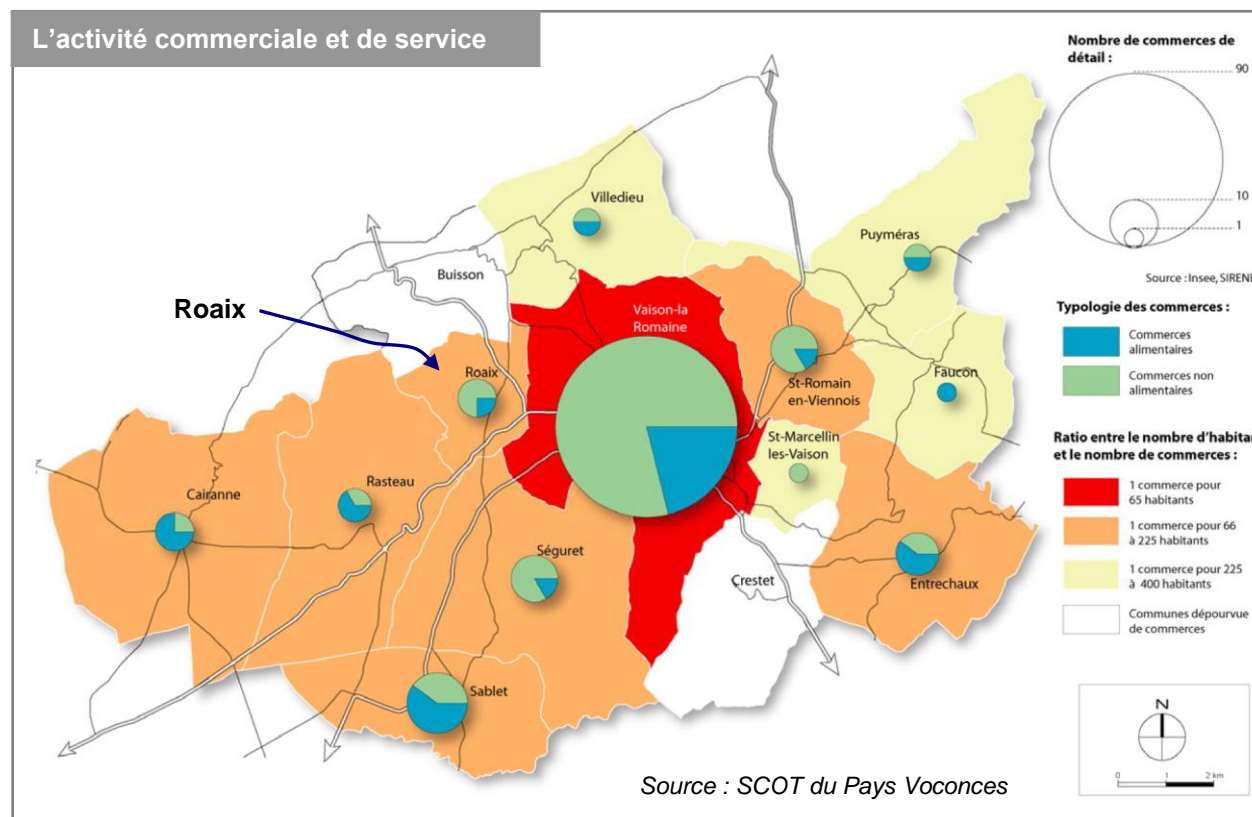 L'activité commerciale et de service
Nombre de commerces de
détail :
90
10
1
Source : Insee, SIRENE
Typologie des commerces :
Commerces
alimentaires
Commerces non
alimentaires
Ratio entre le nombre d'habita
et le nombre de commerces :
1 commerce pour
65 habitants
1 commerce pour 66
à 225 habitants
1 commerce pour 225
à 400 habitants
Communes dépourvue
de commerces
N
0 1 2 km
Villedieu
Puyméras
Buisson
Vaison-la
Romaine
Roaix
Roaix
St-Romain
en-Viennois
Faucon
St-Marcellin
les-Vaison
Rasteau
Cairanne
Séguret
Crestet
Entrechaux
Sablet
Source : SCOT du Pays Voconces